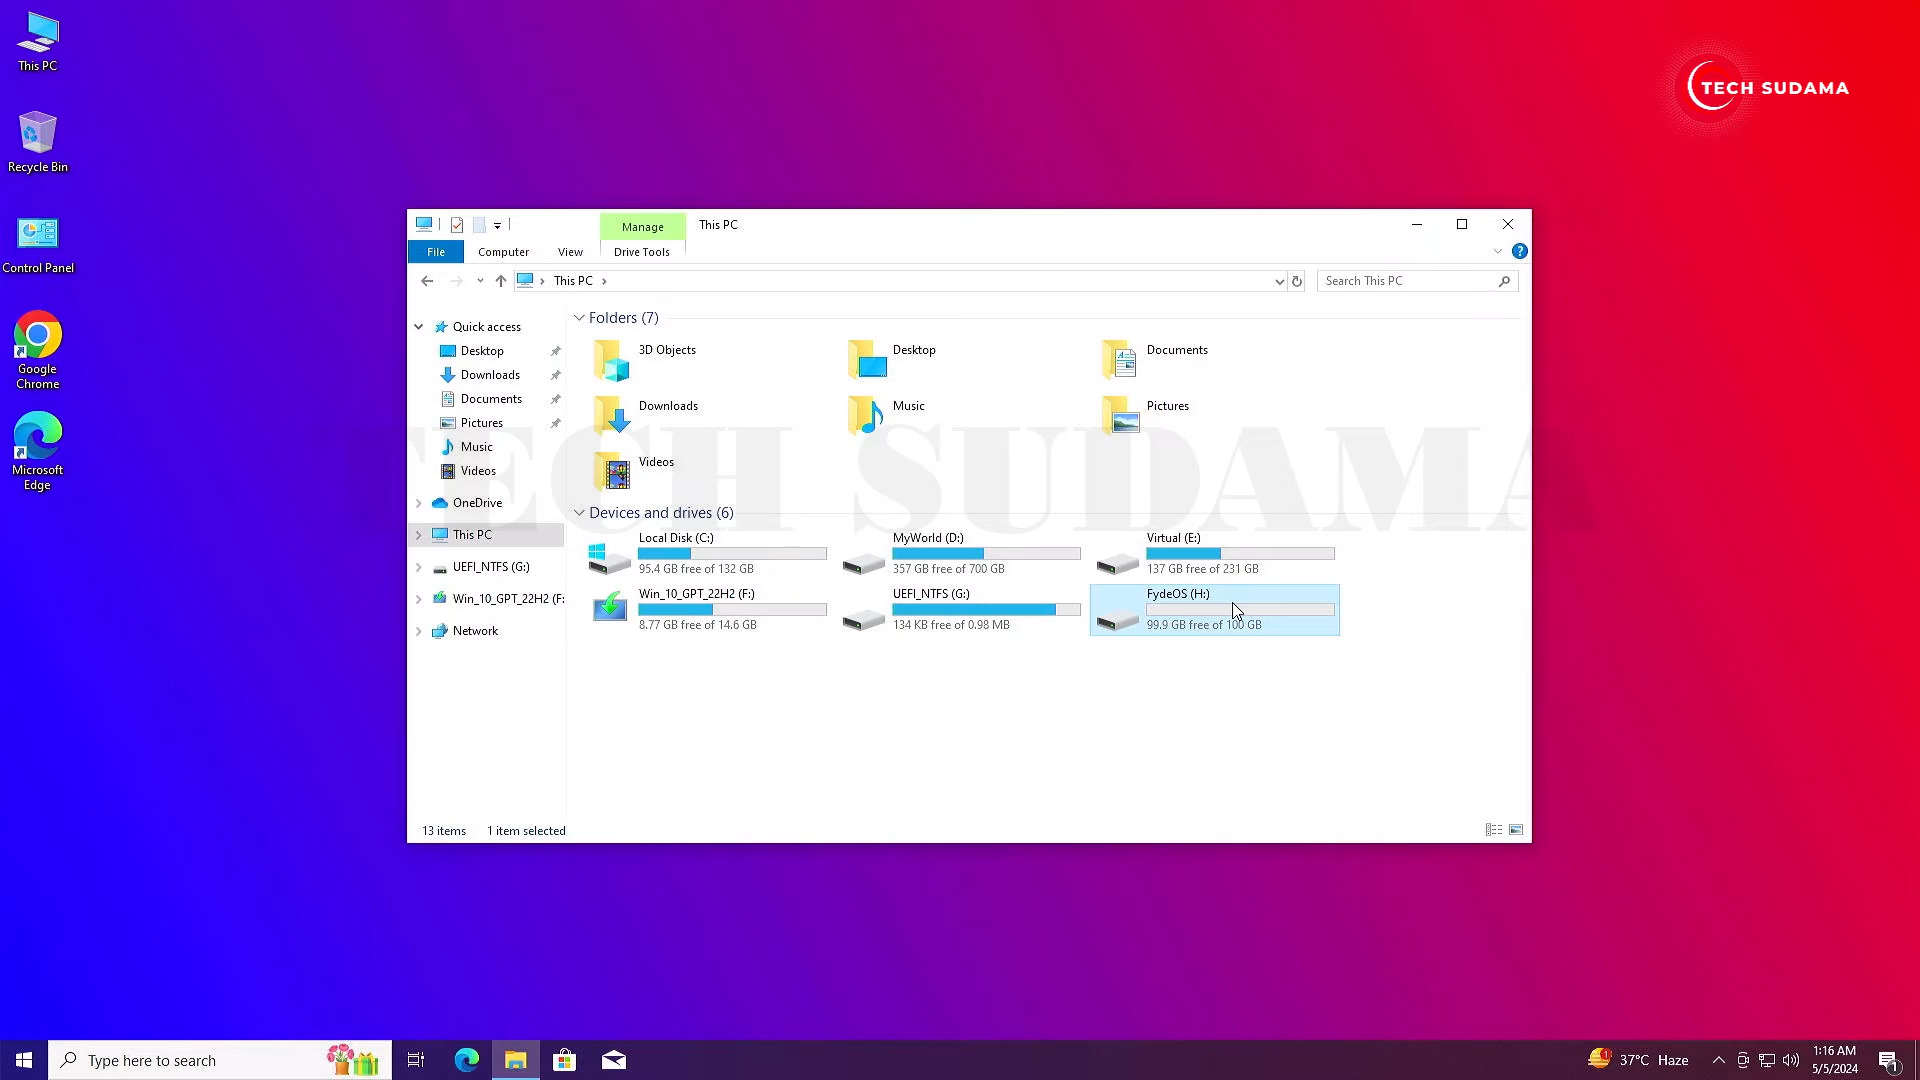 This PC
Recycle Bin
Control Panel
Google
Chrome
Microsoft
Edge
TECH SUDAMA
Manage
This PC
File
Computer
View
Drive Tools
This PC
Search This PC
Quick access
Desktop
Downloads
Documents
Pictures
Music
Videos
OneDrive
This PC
UEFI_NTFS (G:)
Win_10_GPT_22H2 (F:
Network
Folders (7)
3D Objects
Desktop
Documents
Downloads
Music
Pictures
Videos
TECH SUDAMA
Devices and drives (6)
Local Disk (C:)
95.4 GB free of 132 GB
MyWorld (D:)
357 GB free of 700 GB
Virtual (E:)
137 GB free of 231 GB
Win_10_GPT_22H2 (F:)
8.77 GB free of 14.6 GB
UEFI_NTFS (G:)
134 KB free of 0.98 MB
FydeOS (H:)
99.9 GB free of 100 GB
13 items
1 item selected
Type here to search
1
37°C Haze
1:16 AM
5/5/2024
1